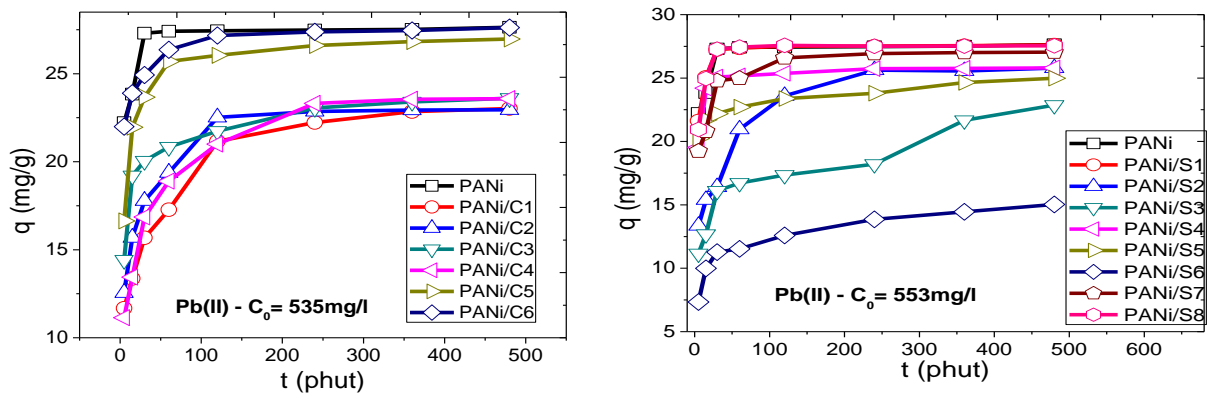 q (mg/g)
25
20
15
10
0
100
200
300
400
500
t (phut)
PANi
PANi/C1
PANi/C2
PANi/C3
PANi/C4
PANi/C5
PANi/C6
Pb(II) - C₀= 535mg/l
q (mg/g)
30
25
20
15
10
5
0
100
200
300
400
500
600
t (phut)
PANi
PANi/S1
PANi/S2
PANi/S3
PANi/S4
PANi/S5
PANi/S6
PANi/S7
PANi/S8
Pb(II) - C₀= 553mg/l